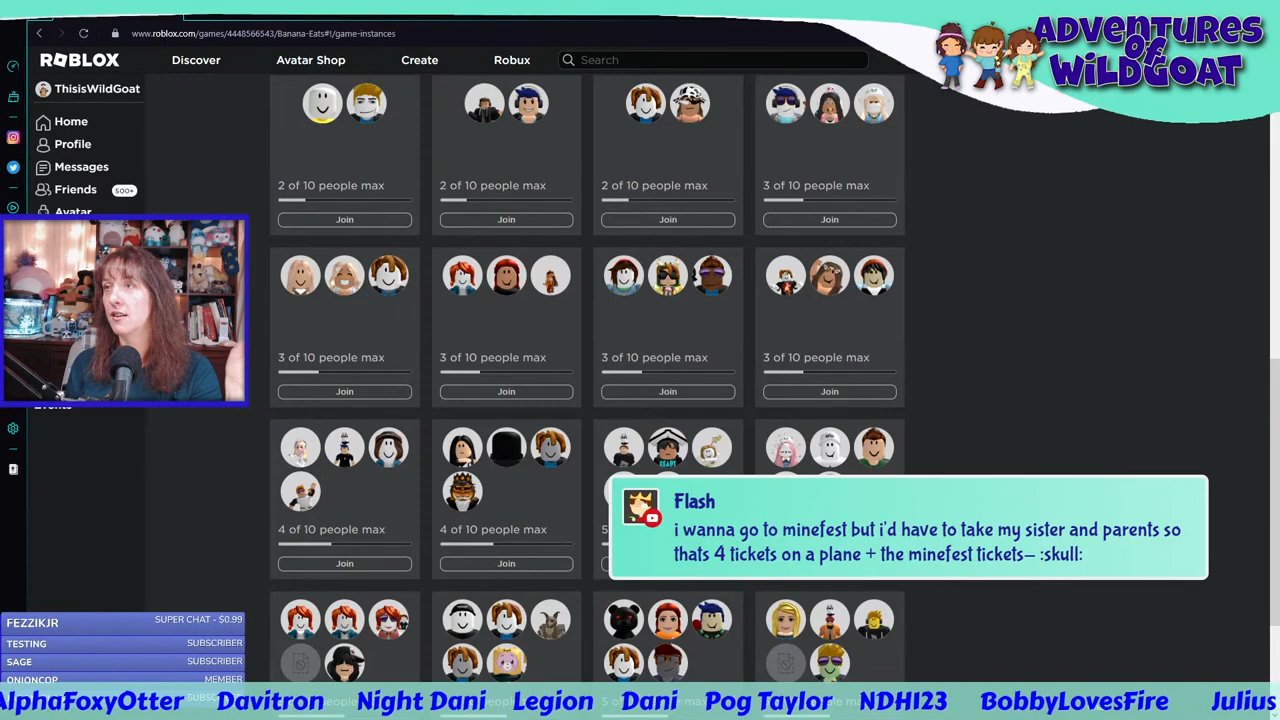 www.roblox.com/games/4448566543/Banana-Eats#!/game-instances
ADVENTURES
OF
WILDGOAT
ROBLOX
Discover
Avatar Shop
Create
Robux
Search
ThisisWildGoat
Home
Profile
Messages
Friends 500+
Avatar
2 of 10 people max
2 of 10 people max
2 of 10 people max
3 of 10 people max
Join
Join
Join
Join
3 of 10 people max
3 of 10 people max
3 of 10 people max
3 of 10 people max
Join
Join
Join
Join
READY
4 of 10 people max
4 of 10 people max
5
Join
Join
Flash
i wanna go to minefest but i'd have to take my sister and parents so
thats 4 tickets on a plane + the minefest tickets— :skull:
FEZZIKJR SUPER CHAT - $0.99
TESTING SUBSCRIBER
SAGE SUBSCRIBER
ONIONCOP MEMBER
AlphaFoxyOtter Davitron Night Dani Legion Dani Pog Taylor NDH123 BobbyLovesFire Julius